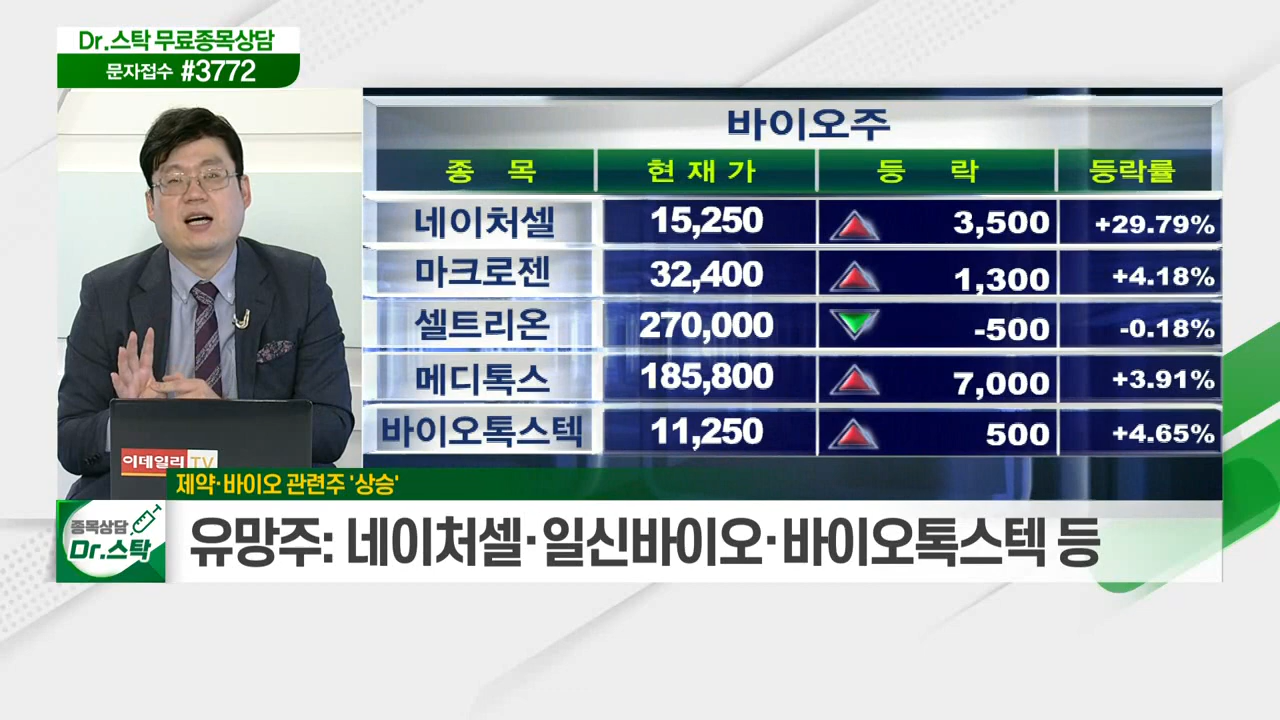 Dr.스탁 무료종목상담
문자접수 #3772
바이오주
종 목 현 재 가 등 락 등락률
네이처셀 15,250 3,500 +29.79%
마크로젠 32,400 1,300 +4.18%
셀트리온 270,000 -500 -0.18%
메디톡스 185,800 7,000 +3.91%
바이오톡스텍 11,250 500 +4.65%
이데일리 TV
제약·바이오 관련주 '상승'
종목상담
Dr.스탁
유망주: 네이처셀·일신바이오·바이오톡스텍 등